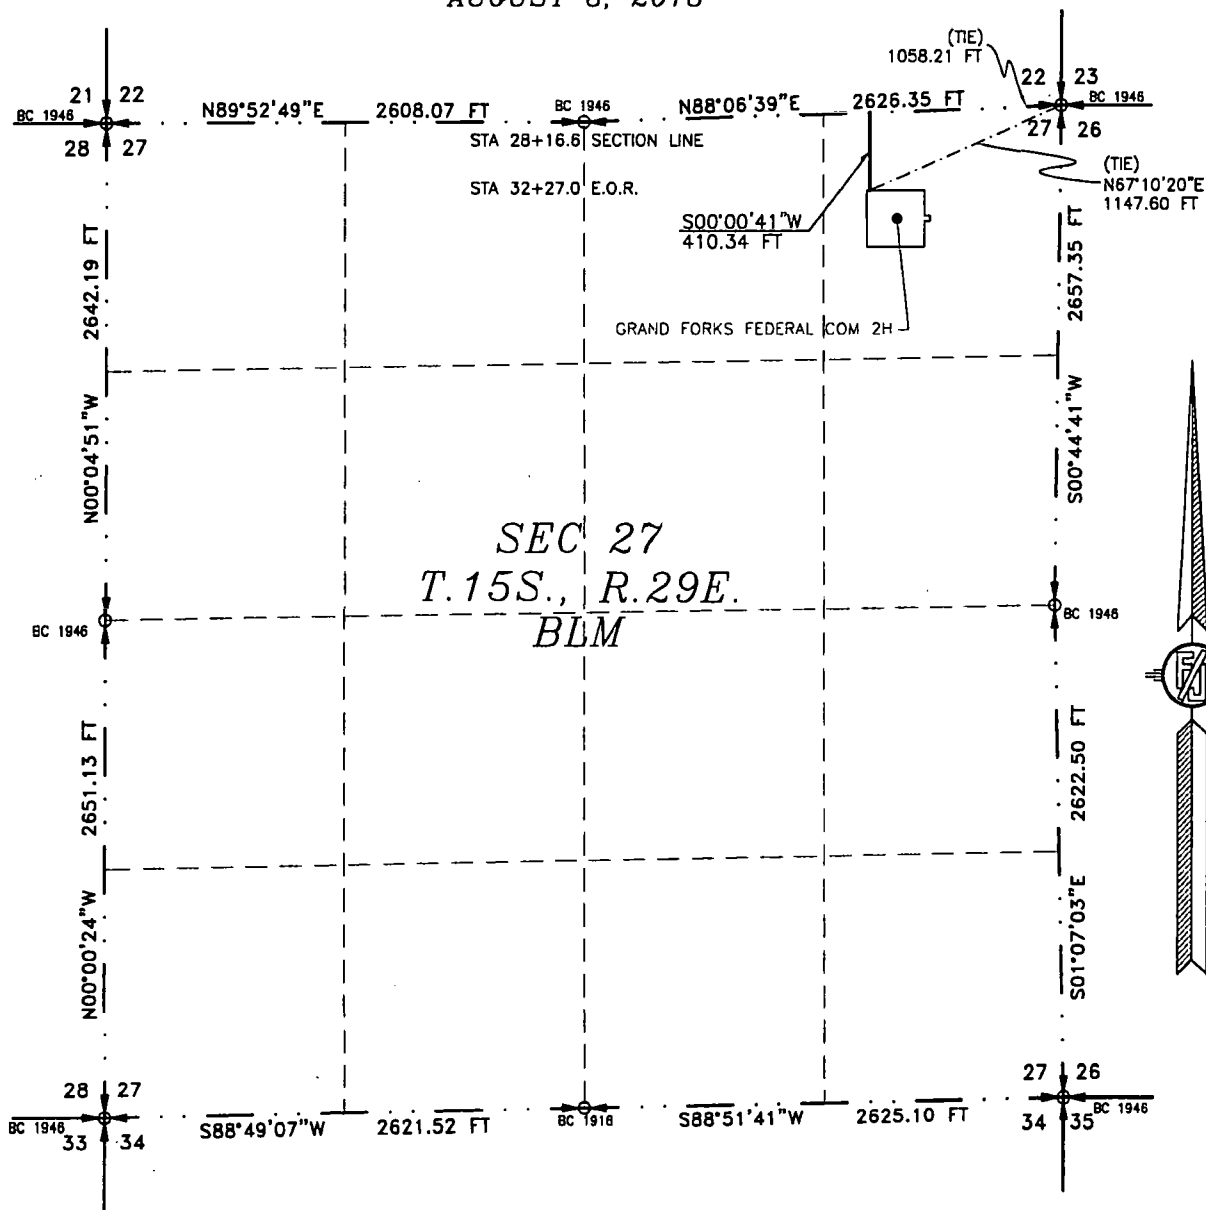 (TIE)
1058.21 FT
21 22
22 23
BC 1946
N89°52'49"E 2608.07 FT
BC 1946
N88°06'39"E 2626.35 FT
BC 1946
28 27
27 26
STA 28+16.6 SECTION LINE
STA 32+27.0 E.O.R.
(TIE)
N67°10'20"E
1147.60 FT
S00°00'41"W
410.34 FT
2642.19 FT
2657.35 FT
GRAND FORKS FEDERAL COM 2H
N00°04'51"W
S00°44'41"W
SEC 27
T.15S., R.29E.
BLM
BC 1946
BC 1946
2651.13 FT
2622.50 FT
N00°00'24"W
S01°07'03"E
28 27
27 26
BC 1946
S88°49'07"W 2621.52 FT
BC 1916
S88°51'41"W 2625.10 FT
BC 1946
33 34
34 35